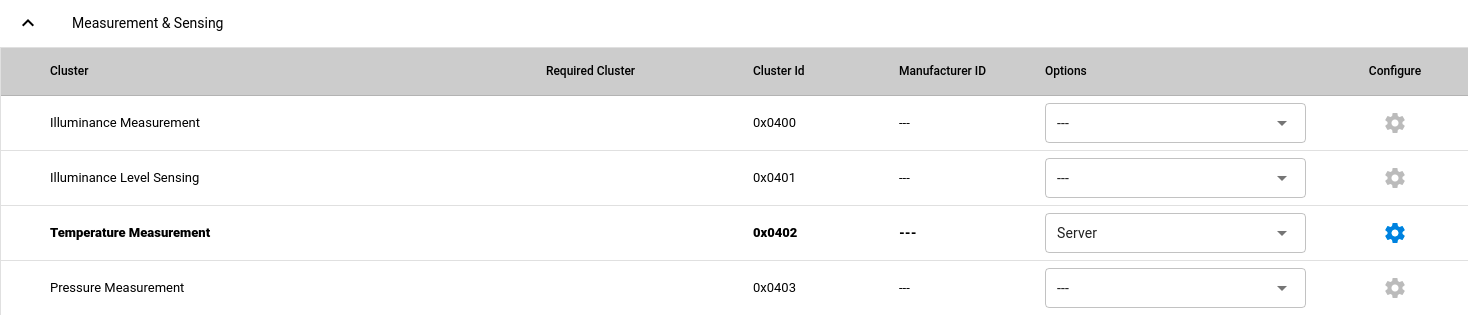 Measurement & Sensing
Cluster Required Cluster Cluster Id Manufacturer ID Options Configure
Illuminance Measurement 0x0400 --- ---
Illuminance Level Sensing 0x0401 --- ---
Temperature Measurement 0x0402 --- Server
Pressure Measurement 0x0403 --- ---